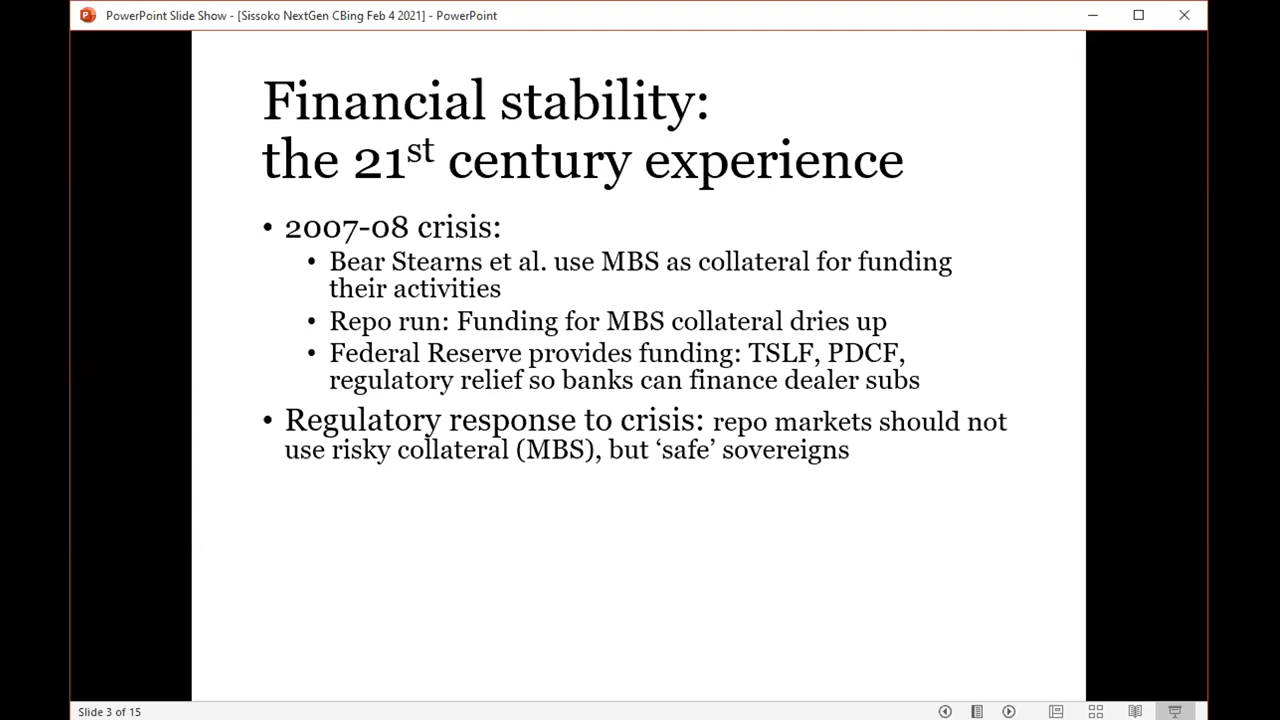 PowerPoint Slide Show - [Sissoko NextGen CBing Feb 4 2021] - PowerPoint
Financial stability:
the 21st century experience
• 2007-08 crisis:
• Bear Stearns et al. use MBS as collateral for funding
their activities
• Repo run: Funding for MBS collateral dries up
• Federal Reserve provides funding: TSLF, PDCF,
regulatory relief so banks can finance dealer subs
• Regulatory response to crisis: repo markets should not
use risky collateral (MBS), but ‘safe’ sovereigns
Slide 3 of 15